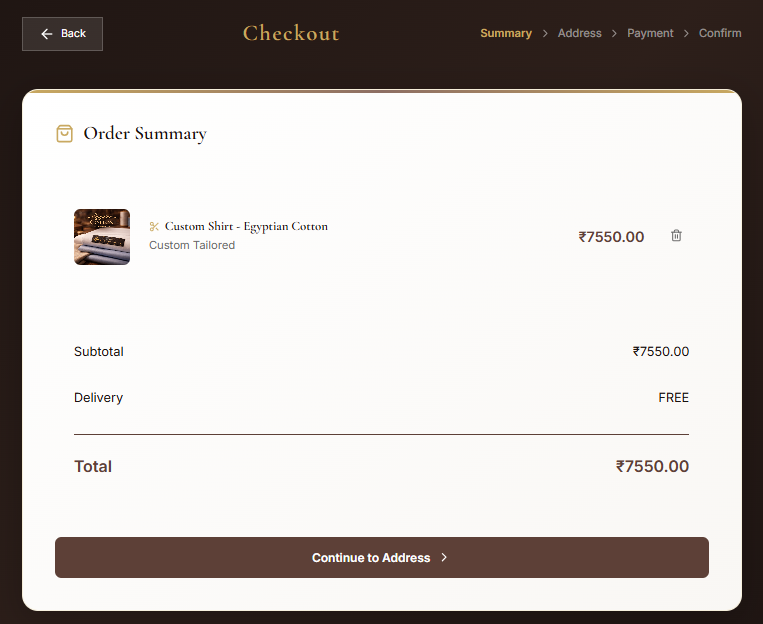 Back
Checkout
Summary > Address > Payment > Confirm
Order Summary
Custom Shirt - Egyptian Cotton
Custom Tailored
₹7550.00
Subtotal
₹7550.00
Delivery
FREE
Total
₹7550.00
Continue to Address >